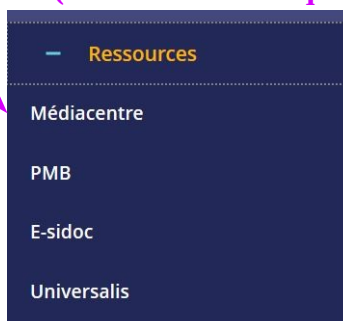 – Ressources
Médiacentre
PMB
E-sidoc
Universalis